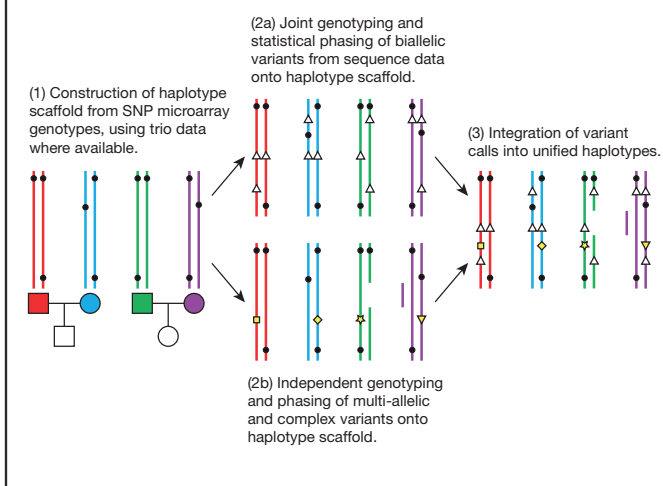 (1) Construction of haplotype
scaffold from SNP microarray
genotypes, using trio data
where available.
(2a) Joint genotyping and
statistical phasing of biallelic
variants from sequence data
onto haplotype scaffold.
(2b) Independent genotyping
and phasing of multi-allelic
and complex variants onto
haplotype scaffold.
(3) Integration of variant
calls into unified haplotypes.